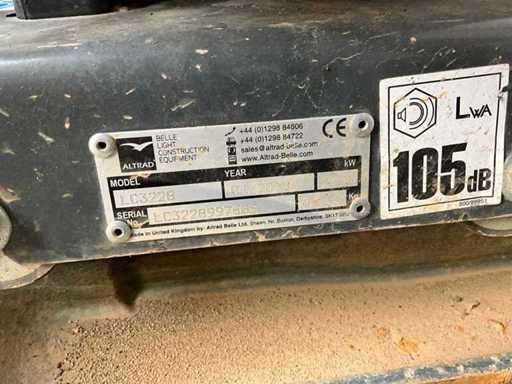 ALTRAD
BELLE
LIGHT
CONSTRUCTION
EQUIPMENT
+44 (0)1298 84606
+44 (0)1298 84722
sales@altrad-belle.com
www.Altrad-Belle.com
CE
MODEL YEAR kW
LC3228
SERIAL No. Kg
Made in United Kingdom by: Altrad Belle Ltd. Sheen, Nr. Buxton, Derbyshire, SK17
LWA
105dB